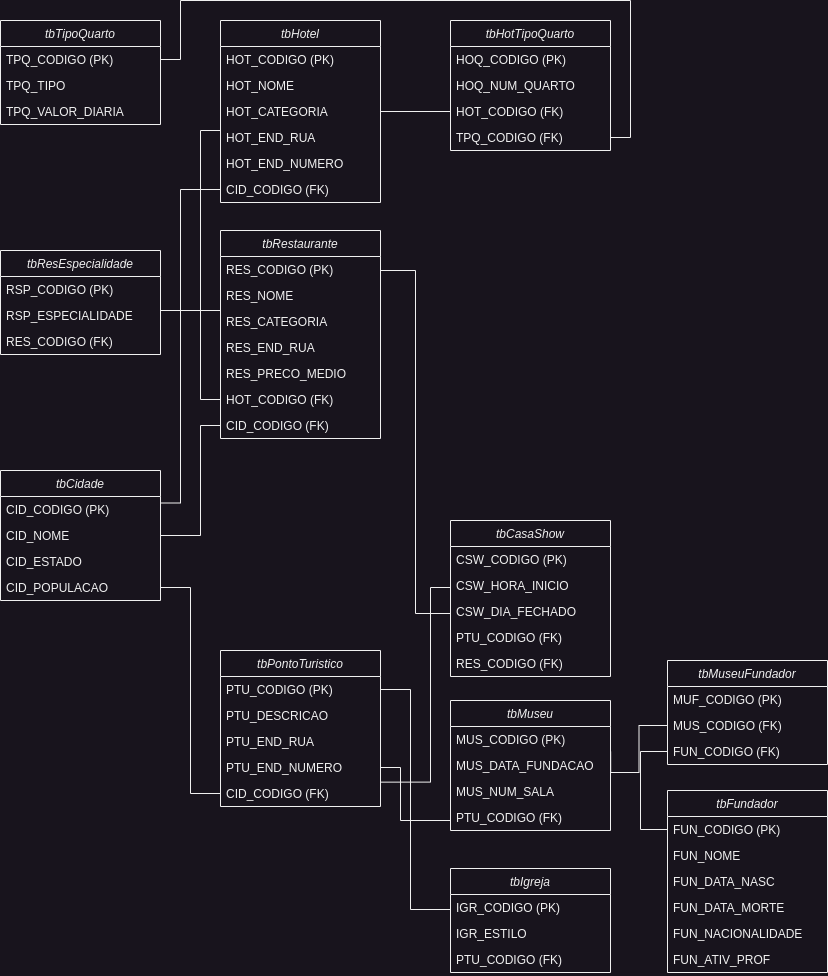 tbTipoQuarto
TPQ_CODIGO (PK)
TPQ_TIPO
TPQ_VALOR_DIARIA
tbHotel
HOT_CODIGO (PK)
HOT_NOME
HOT_CATEGORIA
HOT_END_RUA
HOT_END_NUMERO
CID_CODIGO (FK)
tbHotTipoQuarto
HOQ_CODIGO (PK)
HOQ_NUM_QUARTO
HOT_CODIGO (FK)
TPQ_CODIGO (FK)
tbResEspecialidade
RSP_CODIGO (PK)
RSP_ESPECIALIDADE
RES_CODIGO (FK)
tbRestaurante
RES_CODIGO (PK)
RES_NOME
RES_CATEGORIA
RES_END_RUA
RES_PRECO_MEDIO
HOT_CODIGO (FK)
CID_CODIGO (FK)
tbCidade
CID_CODIGO (PK)
CID_NOME
CID_ESTADO
CID_POPULACAO
tbCasaShow
CSW_CODIGO (PK)
CSW_HORA_INICIO
CSW_DIA_FECHADO
PTU_CODIGO (FK)
RES_CODIGO (FK)
tbPontoTuristico
PTU_CODIGO (PK)
PTU_DESCRICAO
PTU_END_RUA
PTU_END_NUMERO
CID_CODIGO (FK)
tbMuseu
MUS_CODIGO (PK)
MUS_DATA_FUNDACAO
MUS_NUM_SALA
PTU_CODIGO (FK)
tbMuseuFundador
MUF_CODIGO (PK)
MUS_CODIGO (FK)
FUN_CODIGO (FK)
tbIgreja
IGR_CODIGO (PK)
IGR_ESTILO
PTU_CODIGO (FK)
tbFundador
FUN_CODIGO (PK)
FUN_NOME
FUN_DATA_NASC
FUN_DATA_MORTE
FUN_NACIONALIDADE
FUN_ATIV_PROF